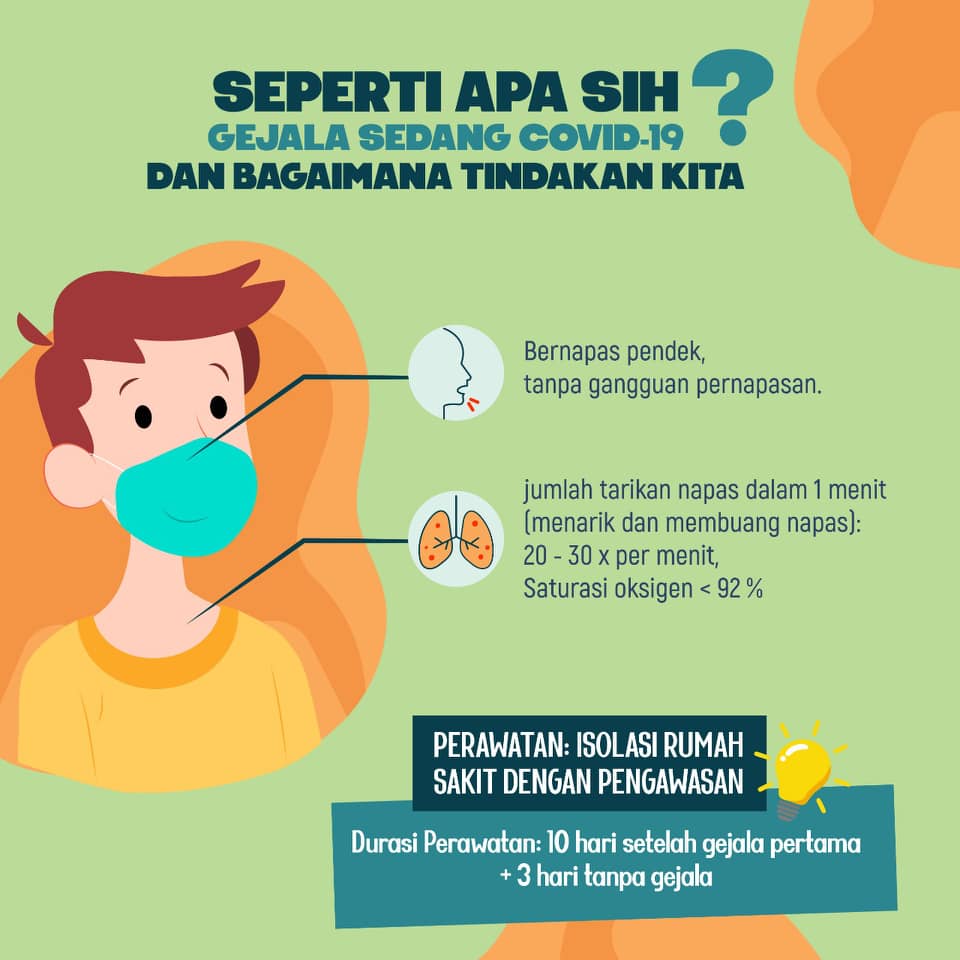 SEPERTI APA SIH ?
GEJALA SEDANG COVID-19
DAN BAGAIMANA TINDAKAN KITA
Bernapas pendek,
tanpa gangguan pernapasan.
jumlah tarikan napas dalam 1 menit
(menarik dan membuang napas):
20 - 30 x per menit,
Saturasi oksigen < 92 %
PERAWATAN: ISOLASI RUMAH
SAKIT DENGAN PENGAWASAN
Durasi Perawatan: 10 hari setelah gejala pertama
+ 3 hari tanpa gejala